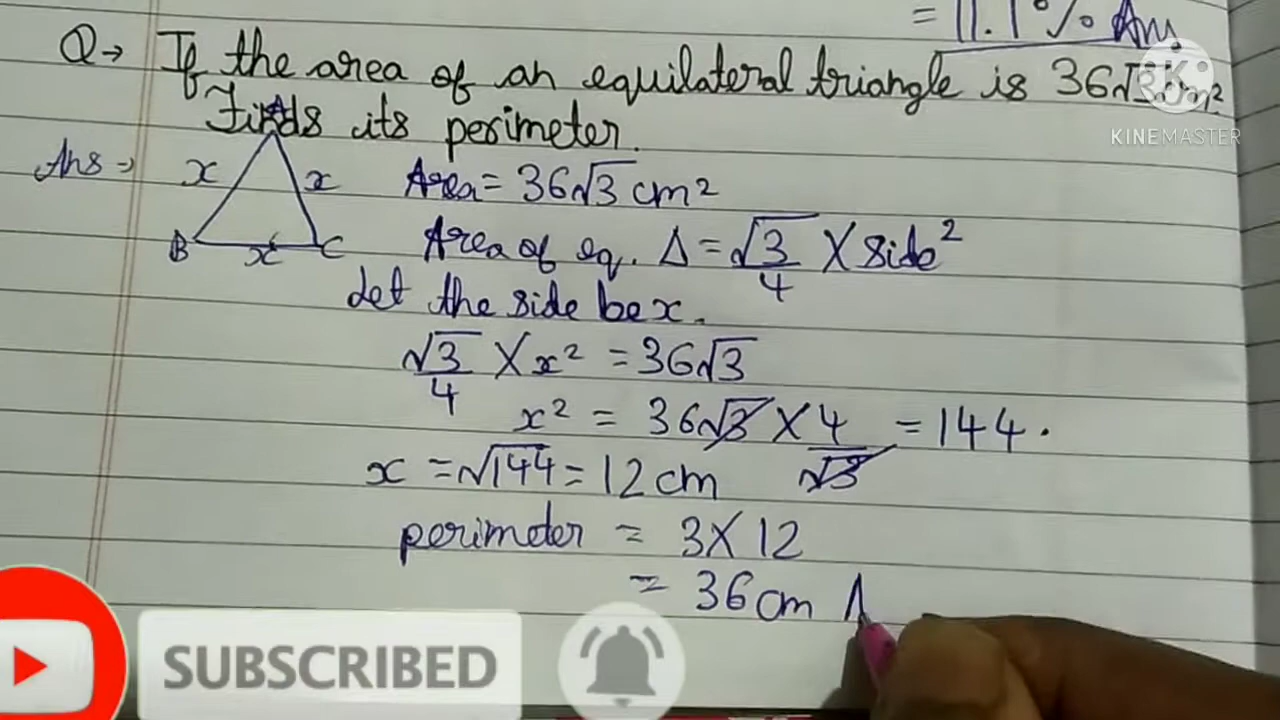 = 11.1% Ans
Q→ If the area of an equilateral triangle is 36√3 cm².
Finds its perimeter.
KINEMASTER
Ans → x x Area = 36√3 cm²
B x C Area of eq. Δ = √3/4 × side²
Let the side be x.
√3/4 × x² = 36√3
x² = 36√3 × 4/√3 = 144.
x = √144 = 12 cm
perimeter = 3 × 12
= 36 cm A
SUBSCRIBED